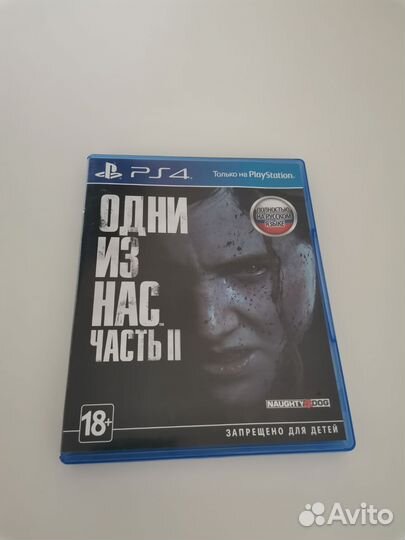 PS4
Только на PlayStation.
ОДНИ
ИЗ
НАС™
ЧАСТЬ II
ПОЛНОСТЬЮ
НА РУССКОМ
ЯЗЫКЕ
NAUGHTY DOG
18+
ЗАПРЕЩЕНО ДЛЯ ДЕТЕЙ
Avito